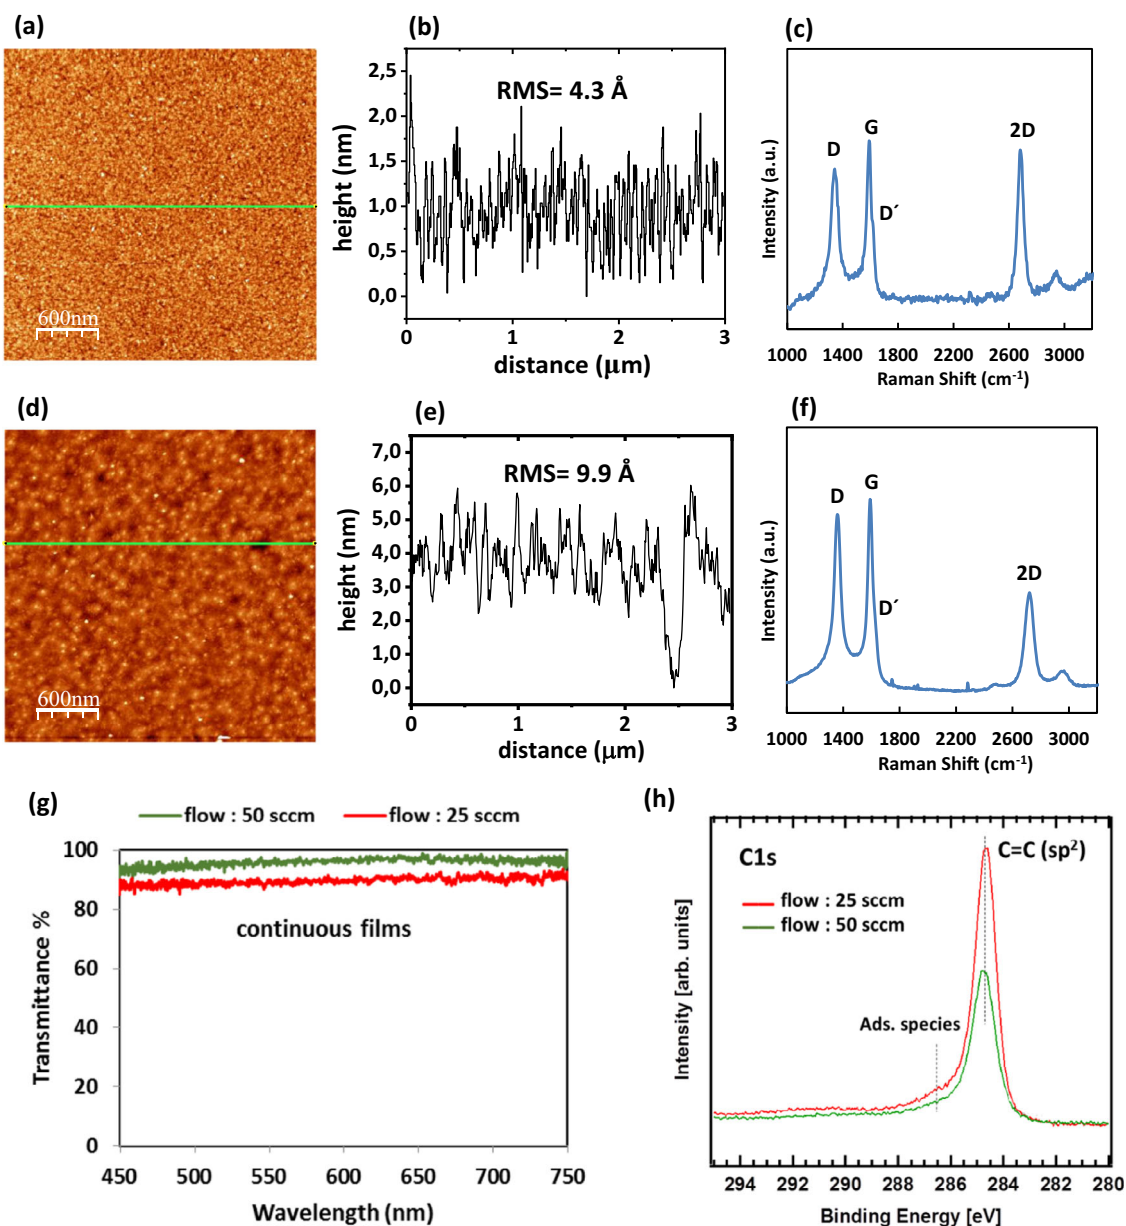 (a)
600nm
(b)
RMS= 4.3 Å
height (nm)
2,5
2,0
1,5
1,0
0,5
0,0
0 1 2 3
distance (μm)
(c)
Intensity (a.u.)
D
G
D´
2D
1000 1400 1800 2200 2600 3000
Raman Shift (cm⁻¹)
(d)
600nm
(e)
RMS= 9.9 Å
height (nm)
7,0
6,0
5,0
4,0
3,0
2,0
1,0
0,0
0 1 2 3
distance (μm)
(f)
Intensity (a.u)
D
G
D´
2D
1000 1400 1800 2200 2600 3000
Raman Shift (cm⁻¹)
(g)
flow : 50 sccm flow : 25 sccm
Transmittance %
100
80
60
40
20
0
continuous films
450 500 550 600 650 700 750
Wavelength (nm)
(h)
C1s
C=C (sp²)
flow : 25 sccm
flow : 50 sccm
Ads. species
Intensity [arb. units]
294 292 290 288 286 284 282 280
Binding Energy [eV]